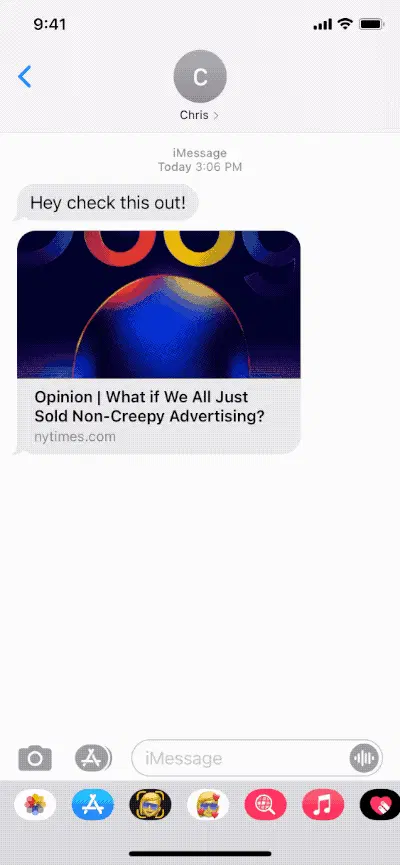 9:41
C
Chris
iMessage
Today 3:06 PM
Hey check this out!
Opinion | What if We All Just
Sold Non-Creepy Advertising?
nytimes.com
iMessage